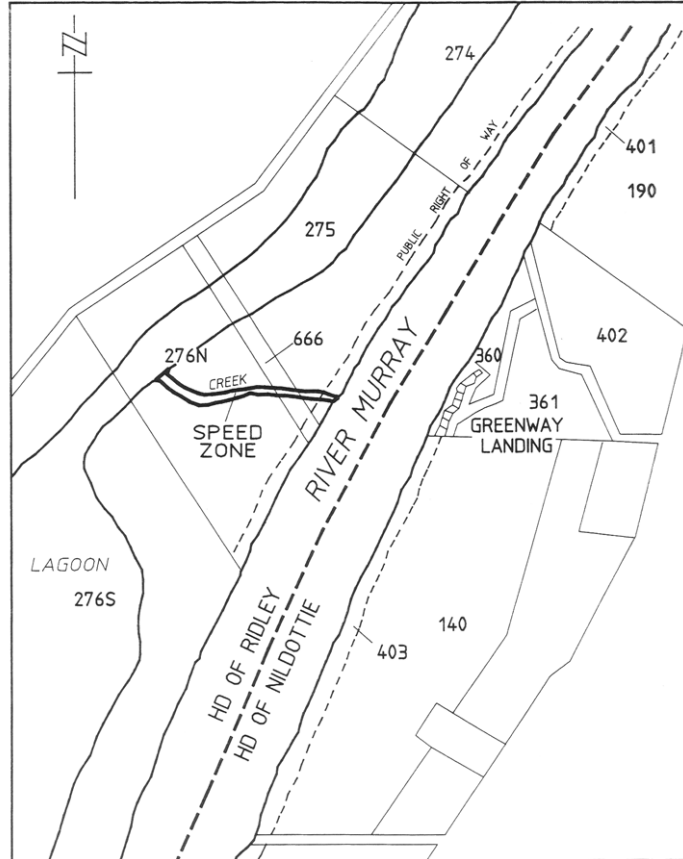 N
274
401
190
PUBLIC RIGHT OF WAY
275
402
276N
666
360
CREEK
361
SPEED
ZONE
GREENWAY
LANDING
RIVER MURRAY
LAGOON
276S
HD OF RIDLEY
HD OF NILDOTTIE
403
140